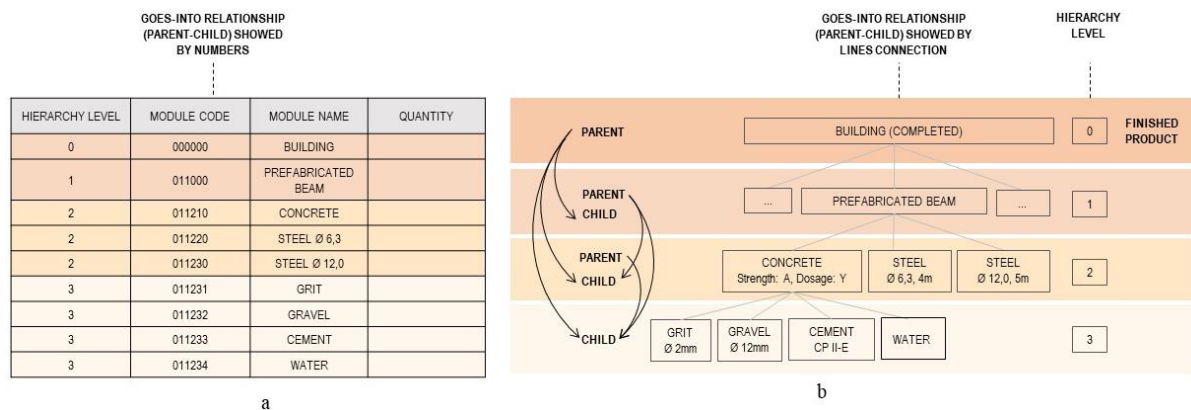 GOES-INTO RELATIONSHIP
(PARENT-CHILD) SHOWED
BY NUMBERS
HIERARCHY LEVEL MODULE CODE MODULE NAME QUANTITY
0 000000 BUILDING
1 011000 PREFABRICATED
BEAM
2 011210 CONCRETE
2 011220 STEEL Ø 6,3
2 011230 STEEL Ø 12,0
3 011231 GRIT
3 011232 GRAVEL
3 011233 CEMENT
3 011234 WATER
a
GOES-INTO RELATIONSHIP
(PARENT-CHILD) SHOWED BY
LINES CONNECTION
HIERARCHY
LEVEL
PARENT
BUILDING (COMPLETED)
0
FINISHED
PRODUCT
PARENT
CHILD
...
PREFABRICATED BEAM
...
1
PARENT
CHILD
CONCRETE
Strength: A, Dosage: Y
STEEL
Ø 6,3, 4m
STEEL
Ø 12,0, 5m
2
CHILD
GRIT
Ø 2mm
GRAVEL
Ø 12mm
CEMENT
CP II-E
WATER
3
b